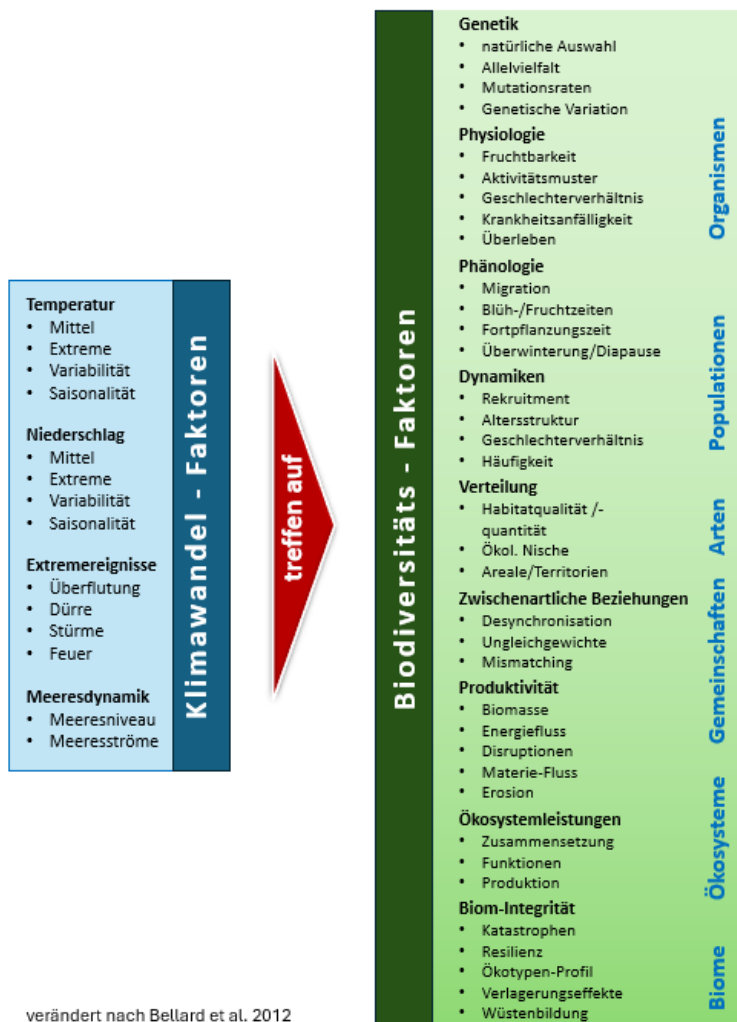 Temperatur
• Mittel
• Extreme
• Variabilität
• Saisonalität
Niederschlag
• Mittel
• Extreme
• Variabilität
• Saisonalität
Extremereignisse
• Überflutung
• Dürre
• Stürme
• Feuer
Meeresdynamik
• Meeresniveau
• Meeresströme
Klimawandel - Faktoren
treffen auf
Biodiversitäts - Faktoren
Genetik
• natürliche Auswahl
• Allelvielfalt
• Mutationsraten
• Genetische Variation
Physiologie
• Fruchtbarkeit
• Aktivitätsmuster
• Geschlechterverhältnis
• Krankheitsanfälligkeit
• Überleben
Phänologie
• Migration
• Blüh-/Fruchtzeiten
• Fortpflanzungszeit
• Überwinterung/Diapause
Dynamiken
• Rekruitment
• Altersstruktur
• Geschlechterverhältnis
• Häufigkeit
Verteilung
• Habitatqualität /-
quantität
• Ökol. Nische
• Areale/Territorien
Zwischenartliche Beziehungen
• Desynchronisation
• Ungleichgewichte
• Mismatching
Produktivität
• Biomasse
• Energiefluss
• Disruptionen
• Materie-Fluss
• Erosion
Ökosystemleistungen
• Zusammensetzung
• Funktionen
• Produktion
Biom-Integrität
• Katastrophen
• Resilienz
• Ökotypen-Profil
• Verlagerungseffekte
• Wüstenbildung
Organismen
Populationen
Arten
Gemeinschaften
Ökosysteme
Biome
verändert nach Bellard et al. 2012